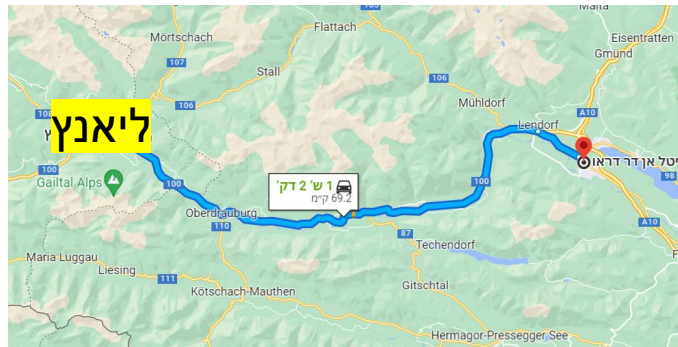 Malta
Flattach
Mörtschach
Eisentratten
Gmünd
106
107
Stall
106
106
A10
Mühldorf
Lendorf
ליאנץ
Gailtal Alps
100
1 ש' 2 דק'
69.2 ק״מ
100
יטל אן דר דראו
98
Oberdrauburg
110
87
A10
Techendorf
Maria Luggau
Liesing
111
Kötschach-Mauthen
Gitschtal
Hermagor-Pressegger See